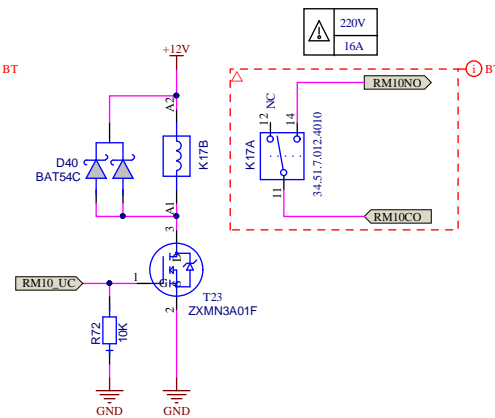 220V
16A
+12V
BT
BT
i
RM10NO
A2
12
NC
14
D40
BAT54C
K17B
K17A
34.51.7.012.4010
11
RM10CO
A1
3
D
RM10_UC
1
G
S
T23
ZXMN3A01F
2
R72
10K
GND
GND